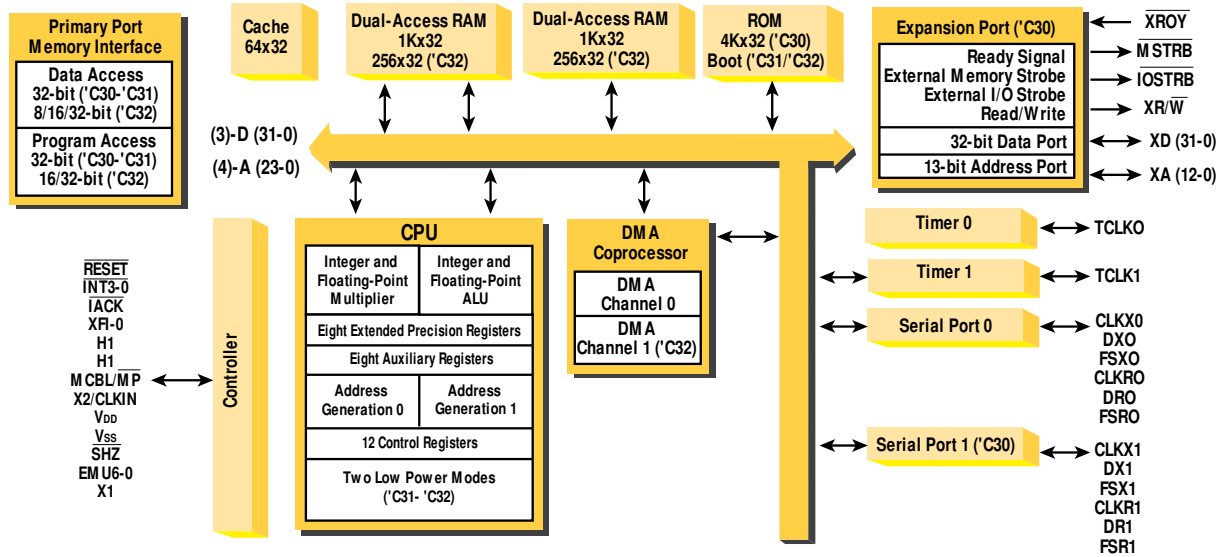 Primary Port
Memory Interface
Data Access
32-bit ('C30-'C31)
8/16/32-bit ('C32)
Program Access
32-bit ('C30-'C31)
16/32-bit ('C32)
Cache
64x32
Dual-Access RAM
1Kx32
256x32 ('C32)
Dual-Access RAM
1Kx32
256x32 ('C32)
ROM
4Kx32 ('C30)
Boot ('C31/'C32)
Expansion Port ('C30)
Ready Signal
External Memory Strobe
External I/O Strobe
Read/Write
32-bit Data Port
13-bit Address Port
X̅R̅O̅Y̅
M̅S̅T̅R̅B̅
I̅O̅S̅T̅R̅B̅
XR/W̅
XD (31-0)
XA (12-0)
(3)-D (31-0)
(4)-A (23-0)
R̅E̅S̅E̅T̅
I̅N̅T̅3̅-̅0̅
I̅A̅C̅K̅
XFI-0
H1
H1
MCBL/M̅P̅
X2/CLKIN
VDD
VSS
S̅H̅Z̅
EMU6-0
X1
Controller
CPU
Integer and
Floating-Point
Multiplier
Integer and
Floating-Point
ALU
Eight Extended Precision Registers
Eight Auxiliary Registers
Address
Generation 0
Address
Generation 1
12 Control Registers
Two Low Power Modes
('C31- 'C32)
DMA
Coprocessor
DMA
Channel 0
DMA
Channel 1 ('C32)
Timer 0
TCLKO
Timer 1
TCLK1
Serial Port 0
CLKX0
DXO
FSXO
CLKRO
DRO
FSRO
Serial Port 1 ('C30)
CLKX1
DX1
FSX1
CLKR1
DR1
FSR1